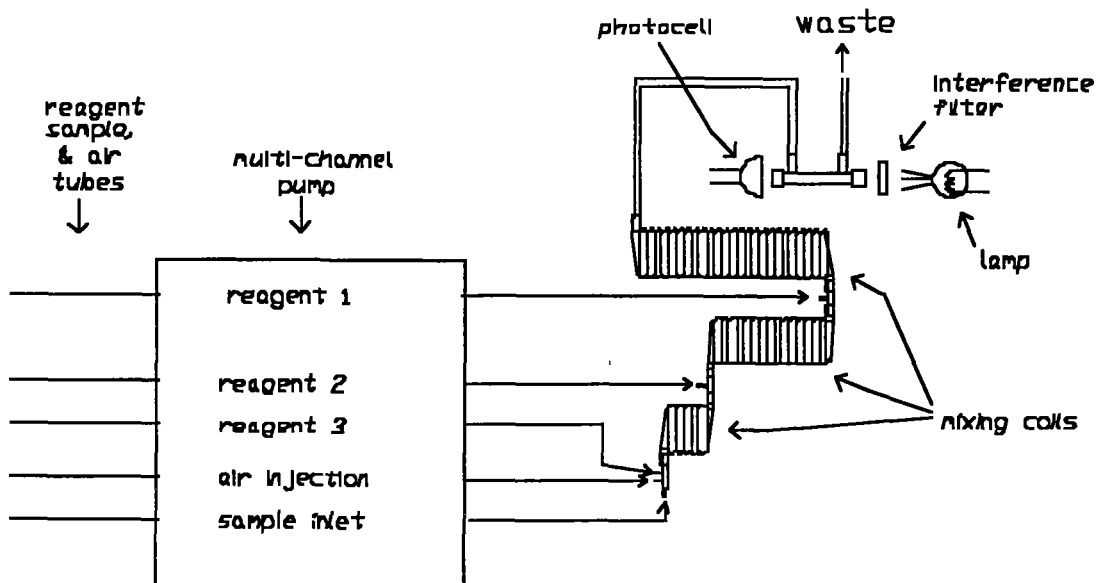 photocell
waste
interference
filter
reagent
sample,
& air
tubes
multi-channel
pump
lamp
reagent 1
reagent 2
reagent 3
air injection
sample inlet
mixing coils